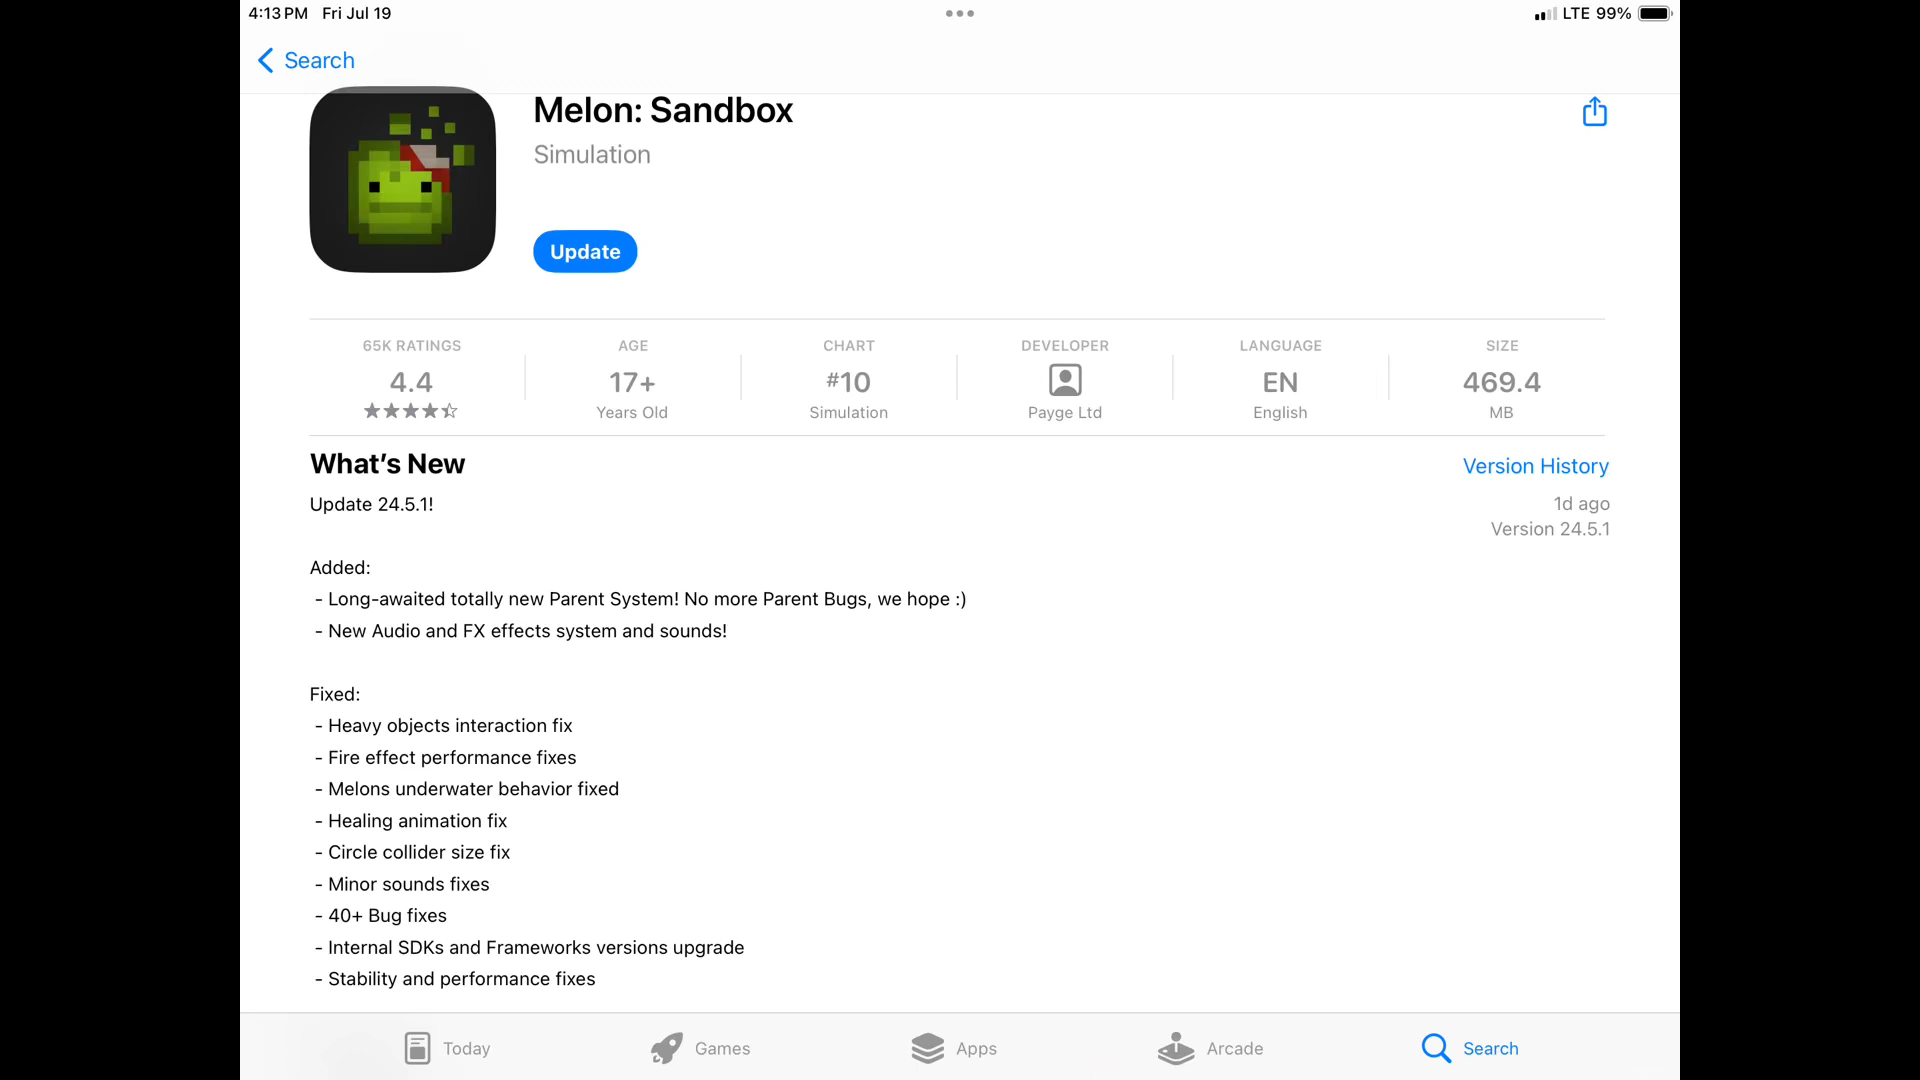 4:13 PM Fri Jul 19
LTE 99%
Search
Melon: Sandbox
Simulation
Update
65K RATINGS
4.4
AGE
17+
Years Old
CHART
#10
Simulation
DEVELOPER
Payge Ltd
LANGUAGE
EN
English
SIZE
469.4
MB
What's New
Version History
Update 24.5.1!
1d ago
Version 24.5.1
Added:
- Long-awaited totally new Parent System! No more Parent Bugs, we hope :)
- New Audio and FX effects system and sounds!
Fixed:
- Heavy objects interaction fix
- Fire effect performance fixes
- Melons underwater behavior fixed
- Healing animation fix
- Circle collider size fix
- Minor sounds fixes
- 40+ Bug fixes
- Internal SDKs and Frameworks versions upgrade
- Stability and performance fixes
Today
Games
Apps
Arcade
Search